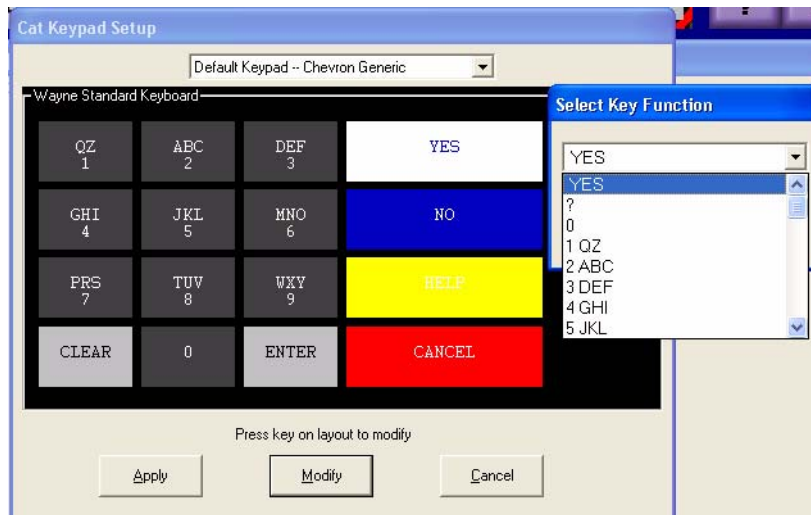 ?
Cat Keypad Setup
Default Keypad -- Chevron Generic
Wayne Standard Keyboard
QZ
1
ABC
2
DEF
3
YES
GHI
4
JKL
5
MNO
6
NO
PRS
7
TUV
8
WXY
9
HELP
CLEAR
0
ENTER
CANCEL
Press key on layout to modify
Apply
Modify
Cancel
Select Key Function
YES
YES
?
0
1 QZ
2 ABC
3 DEF
4 GHI
5 JKL